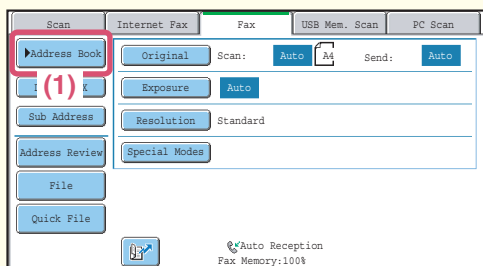 Scan Internet Fax Fax USB Mem. Scan PC Scan
Address Book Original Scan: Auto A4 Send: Auto
(1) Exposure Auto
Sub Address Resolution Standard
Address Review Special Modes
File
Quick File
Auto Reception
Fax Memory:100%